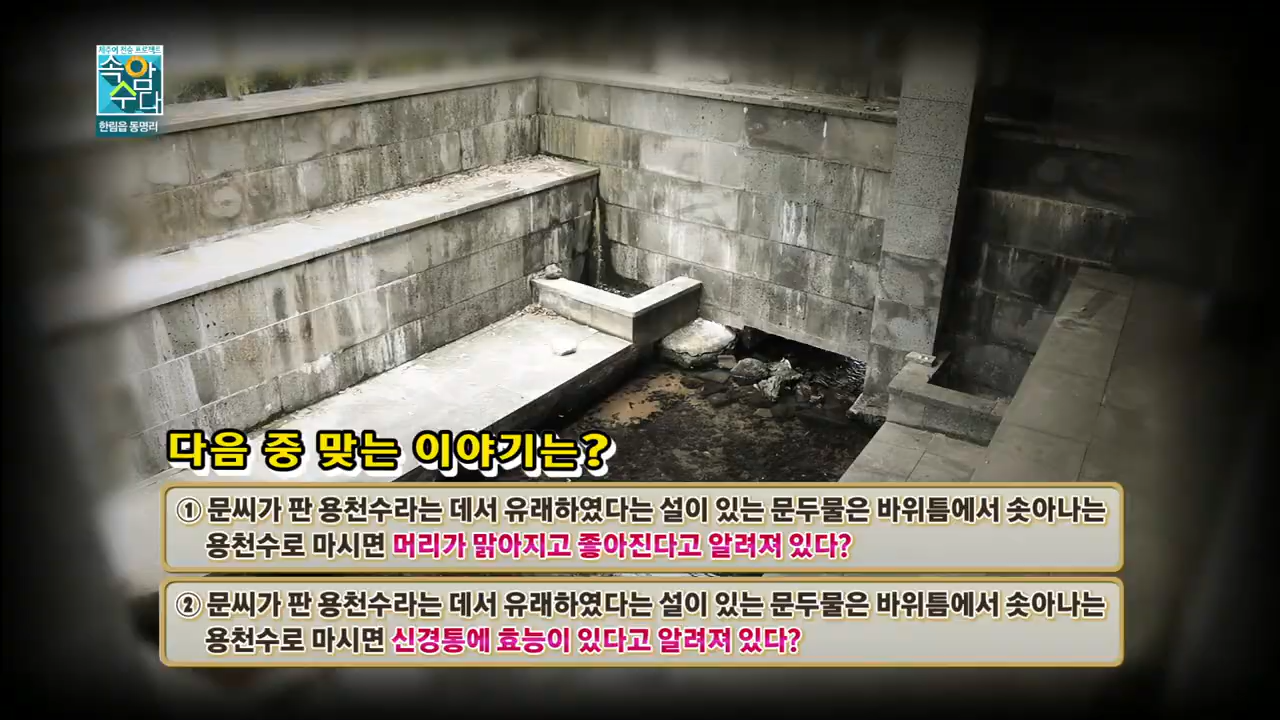 제주어 전승 프로젝트
속암수다
한림읍 동명리
다음 중 맞는 이야기는?
① 문씨가 판 용천수라는 데서 유래하였다는 설이 있는 문두물은 바위틈에서 솟아나는
용천수로 마시면 머리가 맑아지고 좋아진다고 알려져 있다?
② 문씨가 판 용천수라는 데서 유래하였다는 설이 있는 문두물은 바위틈에서 솟아나는
용천수로 마시면 신경통에 효능이 있다고 알려져 있다?